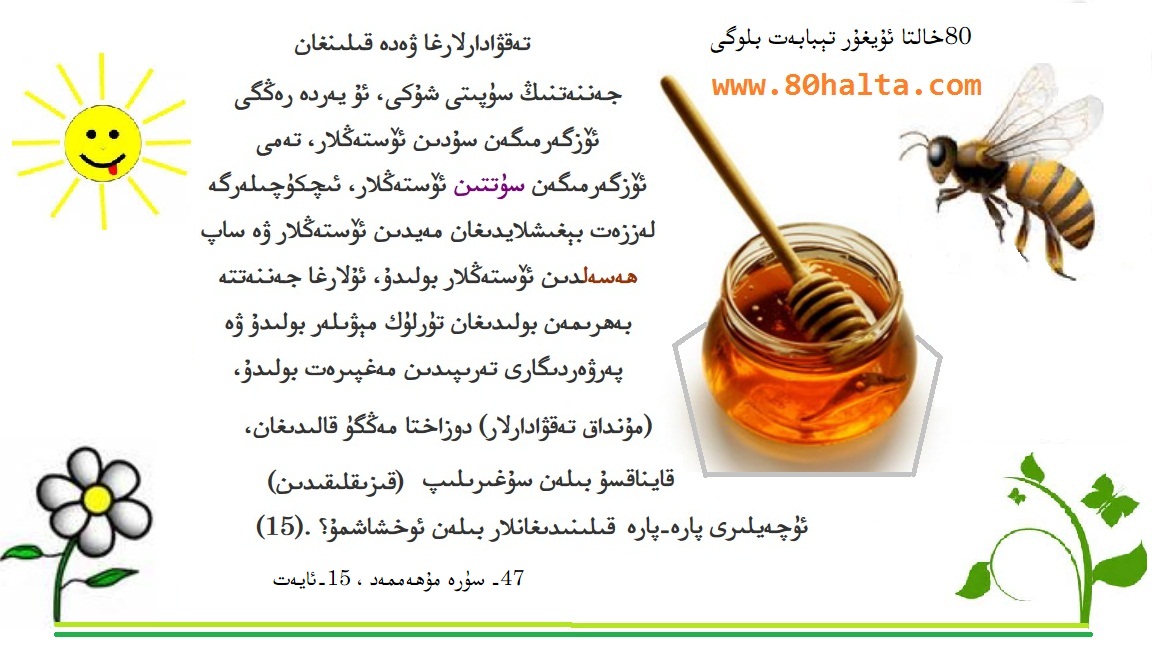 80خالتا ئۇيغۇر تېبابەت بلوگى
www.80halta.com
تەقۋادارلارغا ۋەدە قىلىنغان
جەننەتنىڭ سۈپىتى شۇكى، ئۇ يەردە رەڭگى
ئۆزگەرمىگەن سۇدىن ئۆستەڭلار، تەمى
ئۆزگەرمىگەن سۈتتىن ئۆستەڭلار، ئىچكۈچىلەرگە
لەززەت بېغىشلايدىغان مەيدىن ئۆستەڭلار ۋە ساپ
ھەسەلدىن ئۆستەڭلار بولىدۇ، ئۇلارغا جەننەتتە
بەھرىمەن بولىدىغان تۈرلۈك مېۋىلەر بولىدۇ ۋە
پەرۋەردىگارى تەرىپىدىن مەغپىرەت بولىدۇ،
(مۇنداق تەقۋادارلار) دوزاختا مەڭگۈ قالىدىغان،
قايناقسۇ بىلەن سۇغىرىلىپ (قىزىقلىقىدىن)
ئۈچەيلىرى پارە-پارە قىلىنىدىغانلار بىلەن ئوخشاشمۇ؟ .(15)
47- سۈرە مۇھەممەد ، 15-ئايەت